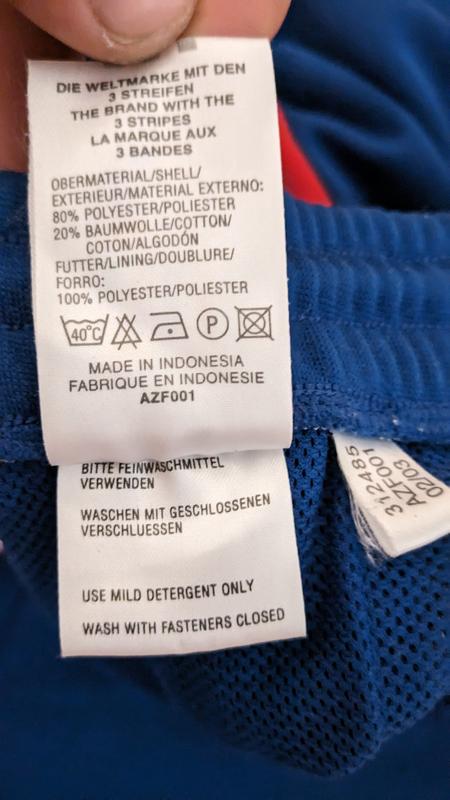 DIE WELTMARKE MIT DEN
3 STREIFEN
THE BRAND WITH THE
3 STRIPES
LA MARQUE AUX
3 BANDES
OBERMATERIAL/SHELL/
EXTERIEUR/MATERIAL EXTERNO:
80% POLYESTER/POLIESTER
20% BAUMWOLLE/COTTON/
COTON/ALGODÓN
FUTTER/LINING/DOUBLURE/
FORRO:
100% POLYESTER/POLIESTER
40°C
P
MADE IN INDONESIA
FABRIQUE EN INDONESIE
AZF001
BITTE FEINWASCHMITTEL
VERWENDEN
WASCHEN MIT GESCHLOSSENEN
VERSCHLUESSEN
USE MILD DETERGENT ONLY
WASH WITH FASTENERS CLOSED
312485
AZF001
02/03